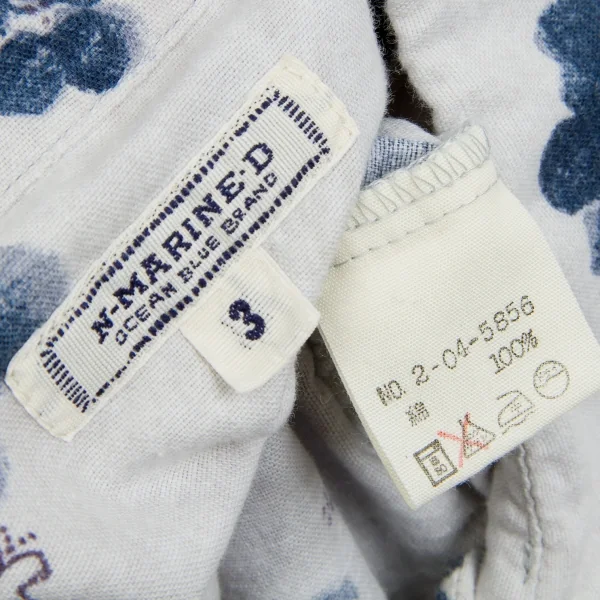 N-MARINE·D
OCEAN BLUE BRAND
3
NO. 2-04-5856
綿 100%